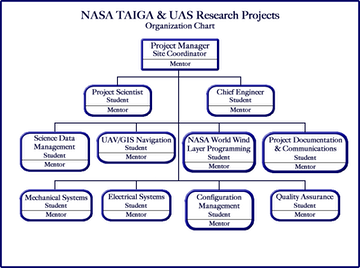 NASA TAIGA & UAS Research Projects
Organization Chart
Project Manager
Site Coordinator
Mentor
Project Scientist
Student
Mentor
Chief Engineer
Student
Mentor
Science Data
Management
Student
Mentor
UAV/GIS Navigation
Student
Mentor
NASA World Wind
Layer Programming
Student
Mentor
Project Documentation
& Communications
Student
Mentor
Mechanical Systems
Student
Mentor
Electrical Systems
Student
Mentor
Configuration
Management
Student
Mentor
Quality Assurance
Student
Mentor